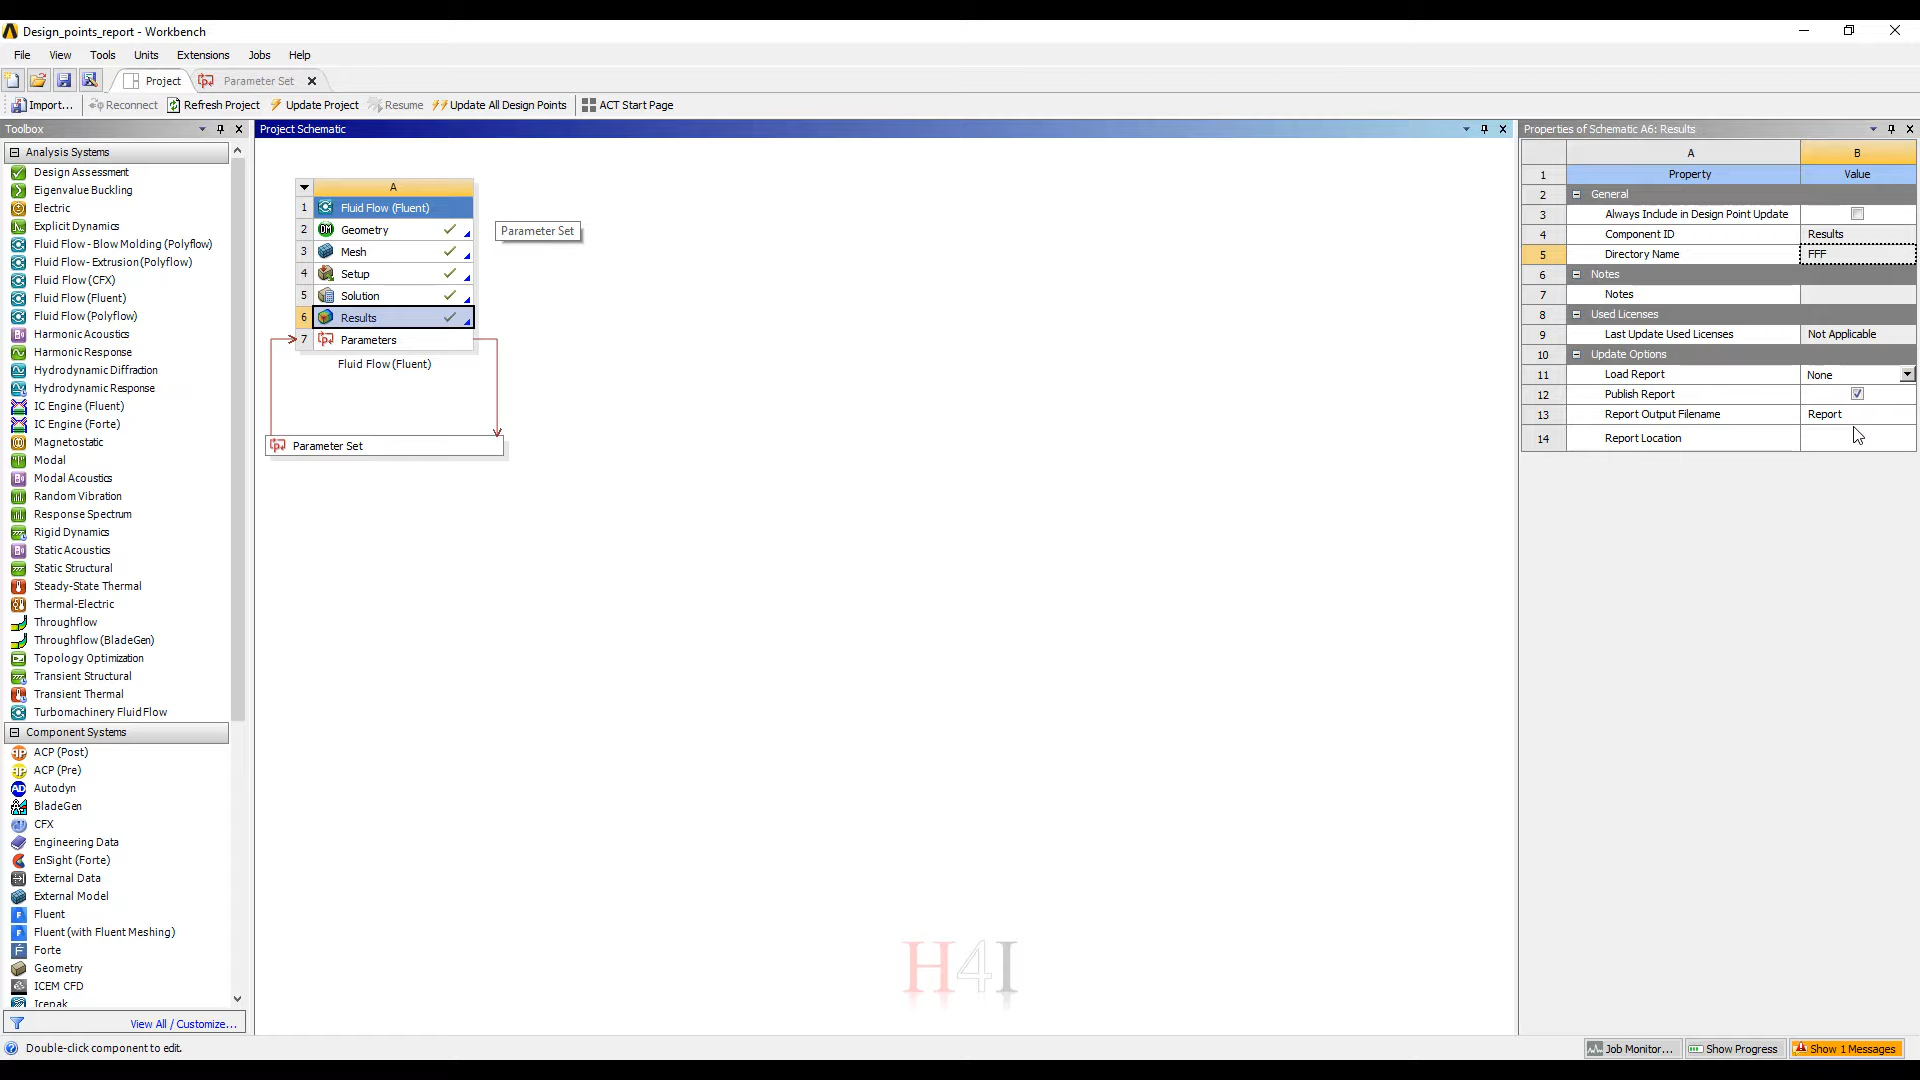 Design_points_report - Workbench
File View Tools Units Extensions Jobs Help
Project Parameter Set
Import... Reconnect Refresh Project Update Project Resume Update All Design Points ACT Start Page
Toolbox
Analysis Systems
Design Assessment
Eigenvalue Buckling
Electric
Explicit Dynamics
Fluid Flow - Blow Molding (Polyflow)
Fluid Flow- Extrusion (Polyflow)
Fluid Flow (CFX)
Fluid Flow (Fluent)
Fluid Flow (Polyflow)
Harmonic Acoustics
Harmonic Response
Hydrodynamic Diffraction
Hydrodynamic Response
IC Engine (Fluent)
IC Engine (Forte)
Magnetostatic
Modal
Modal Acoustics
Random Vibration
Response Spectrum
Rigid Dynamics
Static Acoustics
Static Structural
Steady-State Thermal
Thermal-Electric
Throughflow
Throughflow (BladeGen)
Topology Optimization
Transient Structural
Transient Thermal
Turbomachinery Fluid Flow
Component Systems
ACP (Post)
ACP (Pre)
Autodyn
BladeGen
CFX
Engineering Data
EnSight (Forte)
External Data
External Model
Fluent
Fluent (with Fluent Meshing)
Forte
Geometry
ICEM CFD
Icepak
View All / Customize...
Project Schematic
A
1 Fluid Flow (Fluent)
2 Geometry
3 Mesh
4 Setup
5 Solution
6 Results
7 Parameters
Fluid Flow (Fluent)
Parameter Set
Parameter Set
H4I
Properties of Schematic A6: Results
A B
1 Property Value
2 General
3 Always Include in Design Point Update
4 Component ID Results
5 Directory Name FFF
6 Notes
7 Notes
8 Used Licenses
9 Last Update Used Licenses Not Applicable
10 Update Options
11 Load Report None
12 Publish Report
13 Report Output Filename Report
14 Report Location
Double-click component to edit.
Job Monitor... Show Progress Show 1 Messages